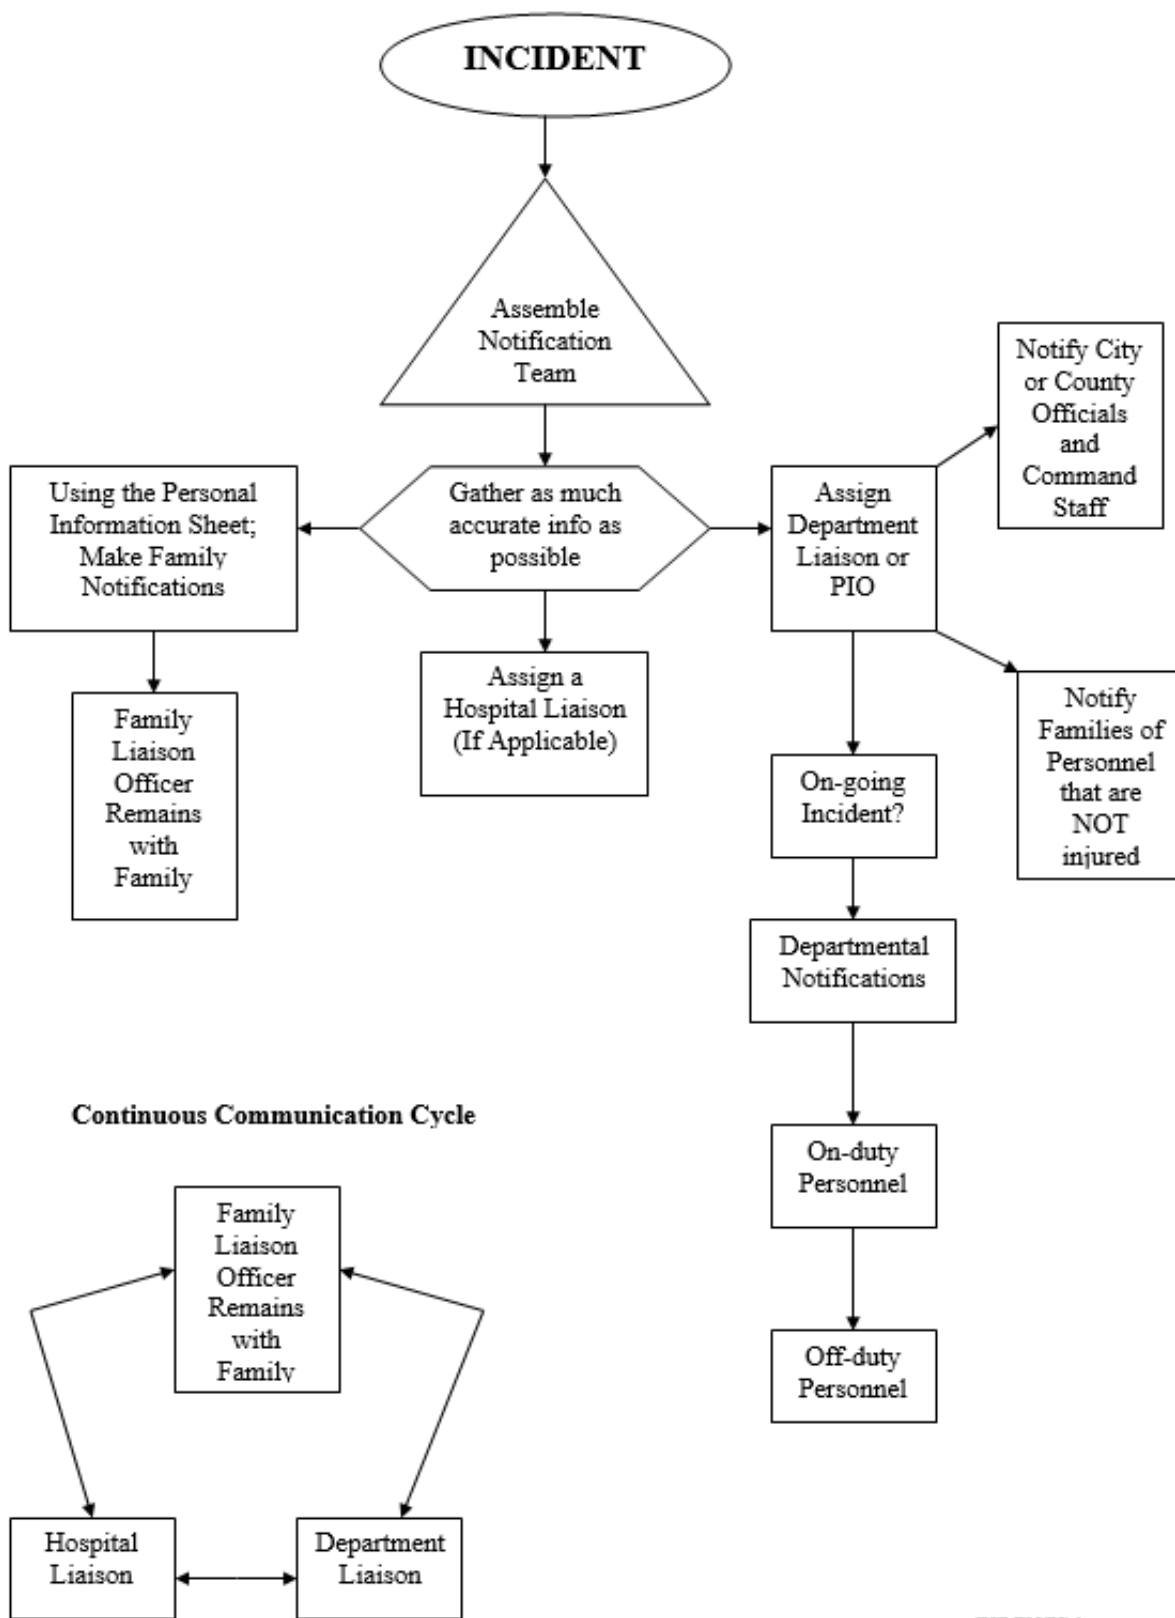 INCIDENT
Assemble
Notification
Team
Notify City
or County
Officials
and
Command
Staff
Using the Personal
Information Sheet;
Make Family
Notifications
Gather as much
accurate info as
possible
Assign
Department
Liaison or
PIO
Family
Liaison
Officer
Remains
with
Family
Assign a
Hospital Liaison
(If Applicable)
Notify
Families of
Personnel
that are
NOT
injured
On-going
Incident?
Departmental
Notifications
On-duty
Personnel
Off-duty
Personnel
Continuous Communication Cycle
Family
Liaison
Officer
Remains
with
Family
Hospital
Liaison
Department
Liaison